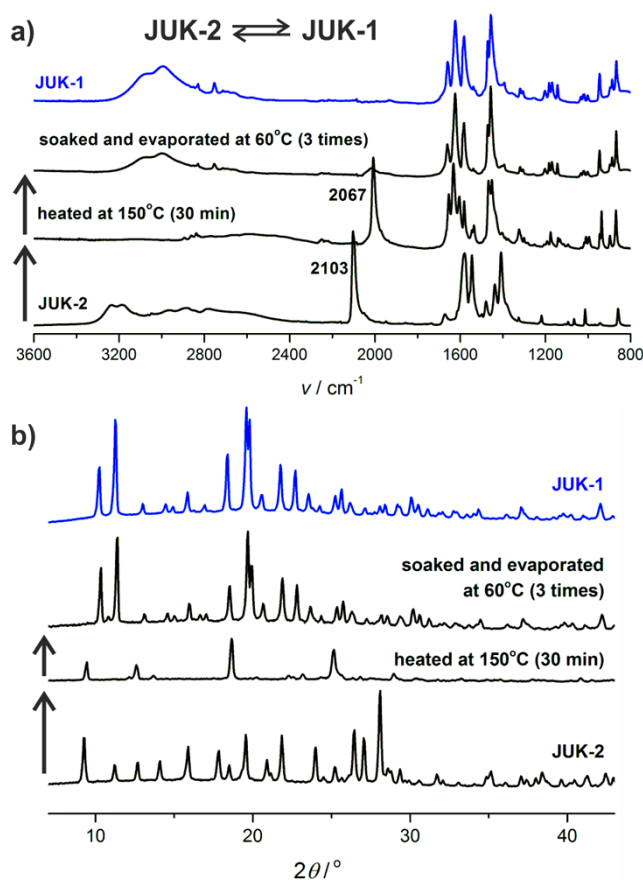 a)
JUK-2 ⇌ JUK-1
JUK-1
soaked and evaporated at 60°C (3 times)
2067
heated at 150°C (30 min)
2103
JUK-2
3600 3200 2800 2400 2000 1600 1200 800
ν / cm⁻¹
b)
JUK-1
soaked and evaporated
at 60°C (3 times)
heated at 150°C (30 min)
JUK-2
10 20 30 40
2θ / °